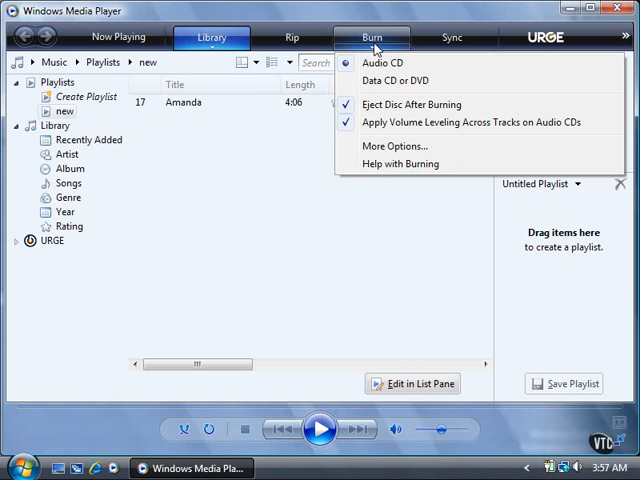 Windows Media Player
Now Playing Library Rip Burn Sync URGE »
Music Playlists new Search
Audio CD
Data CD or DVD
Eject Disc After Burning
Apply Volume Leveling Across Tracks on Audio CDs
More Options...
Help with Burning
Playlists
Create Playlist
new
Library
Recently Added
Artist
Album
Songs
Genre
Year
Rating
URGE
Title Length
17 Amanda 4:06
Untitled Playlist
Drag items here
to create a playlist.
Edit in List Pane
Save Playlist
VTC
Windows Media Pla...
3:57 AM